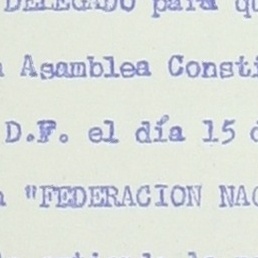 DELEGADO para qu
Asamblea Consti
D.F. el día 15 d
"FEDERACION NAC